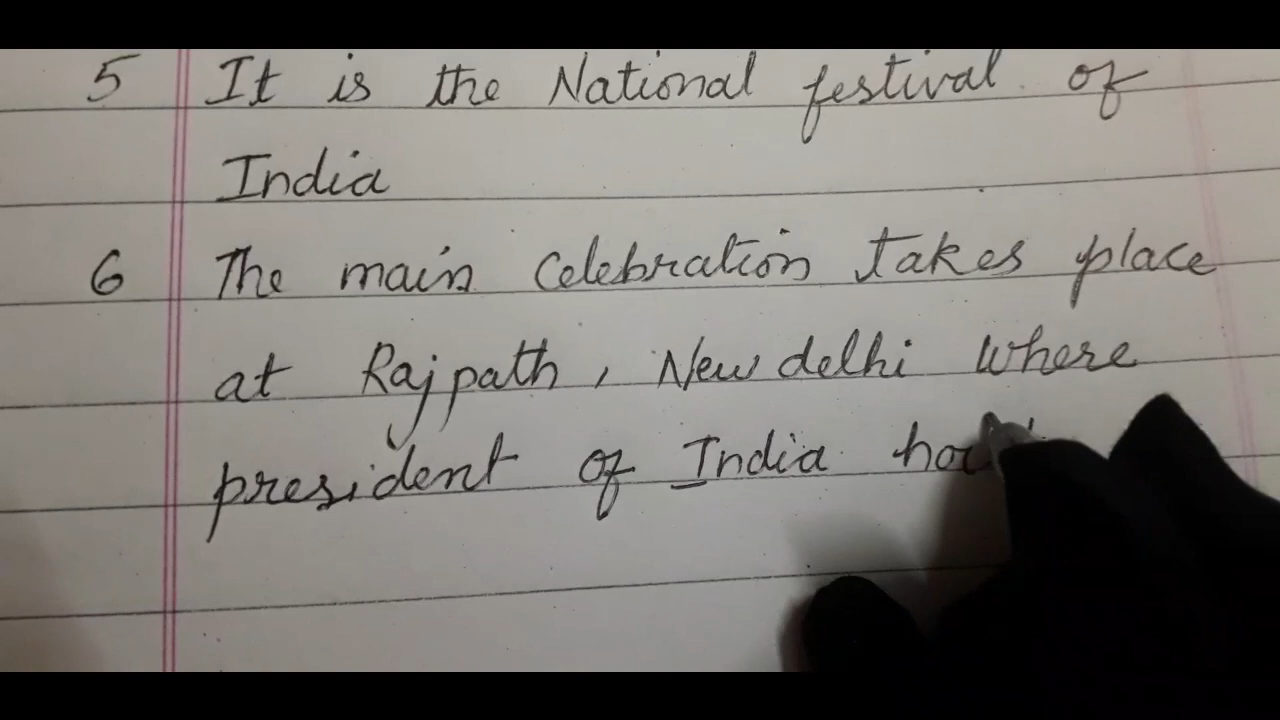 5 It is the National festival of
India
6 The main Celebration takes place
at Rajpath, New delhi where
president of India